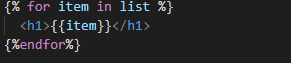 {% for item in list %}
<h1>{{item}}</h1>
{%endfor%}